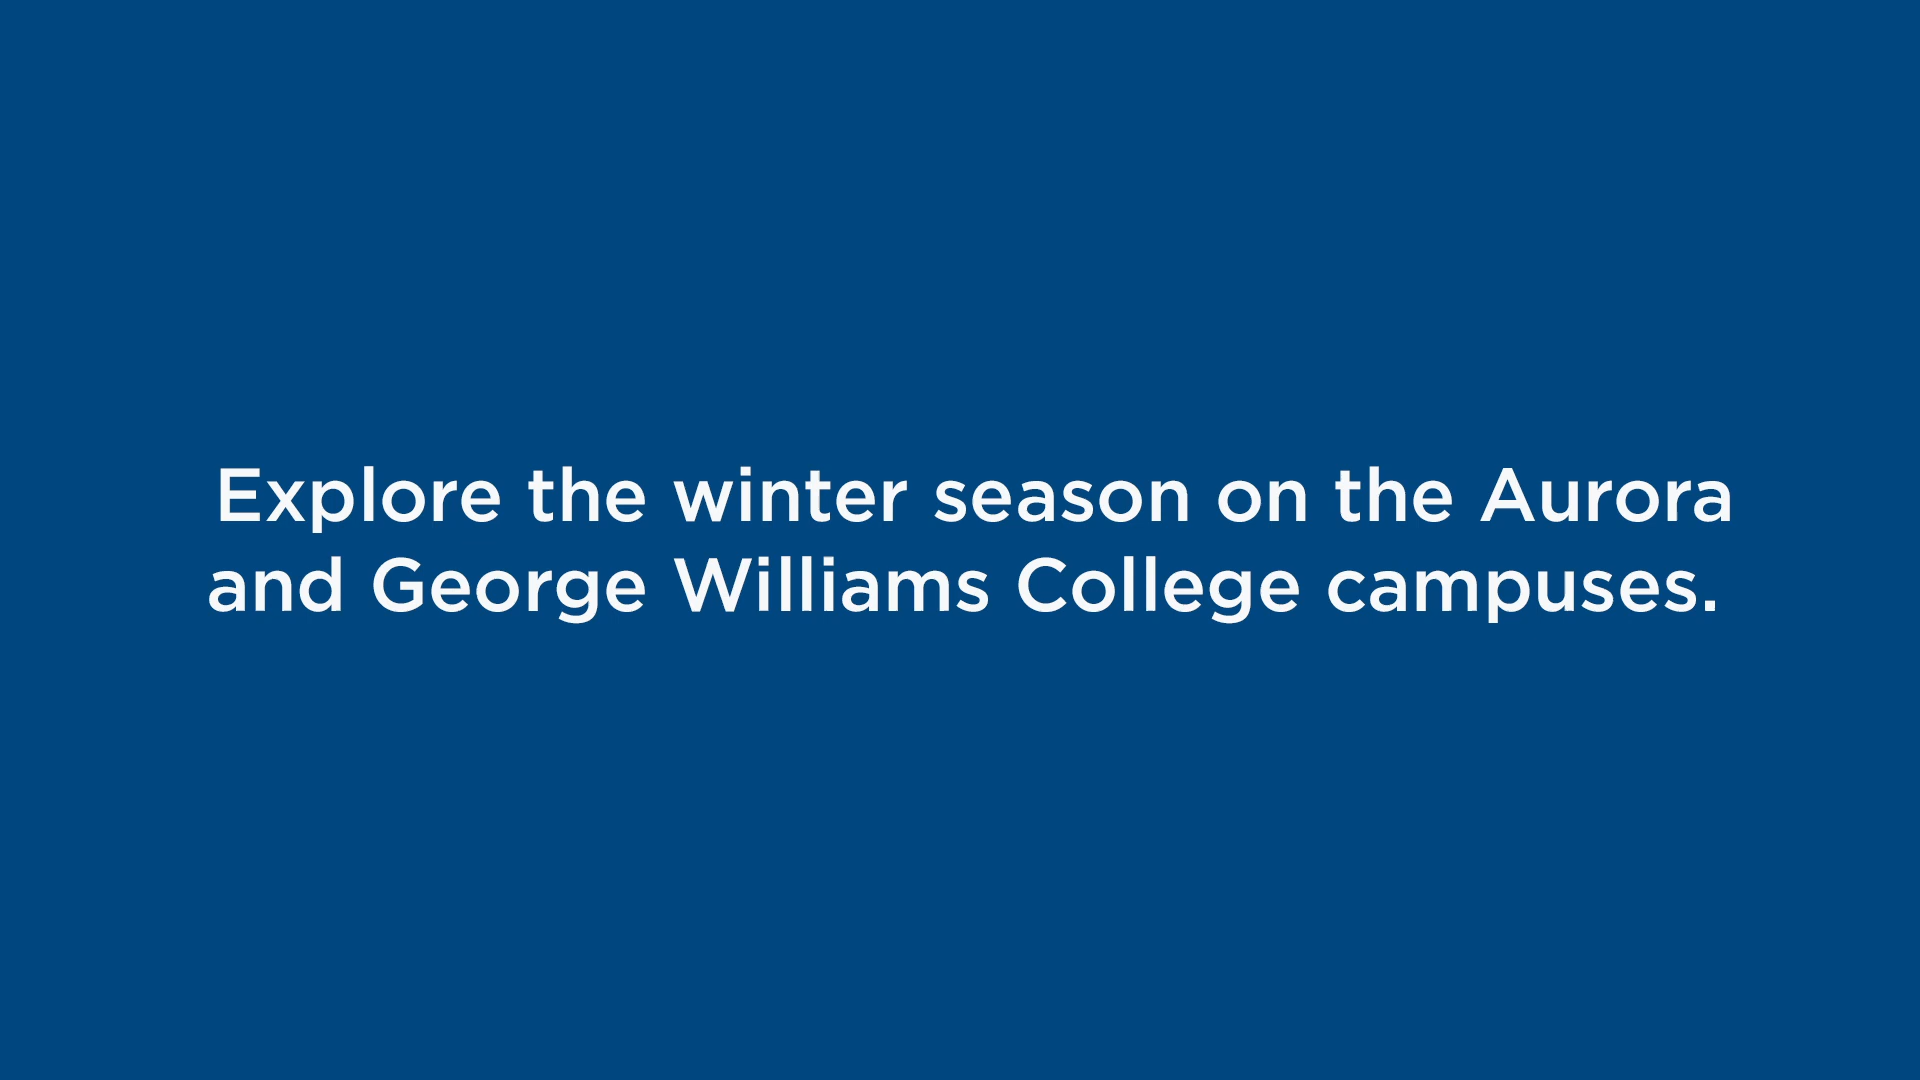 Explore the winter season on the Aurora
and George Williams College campuses.